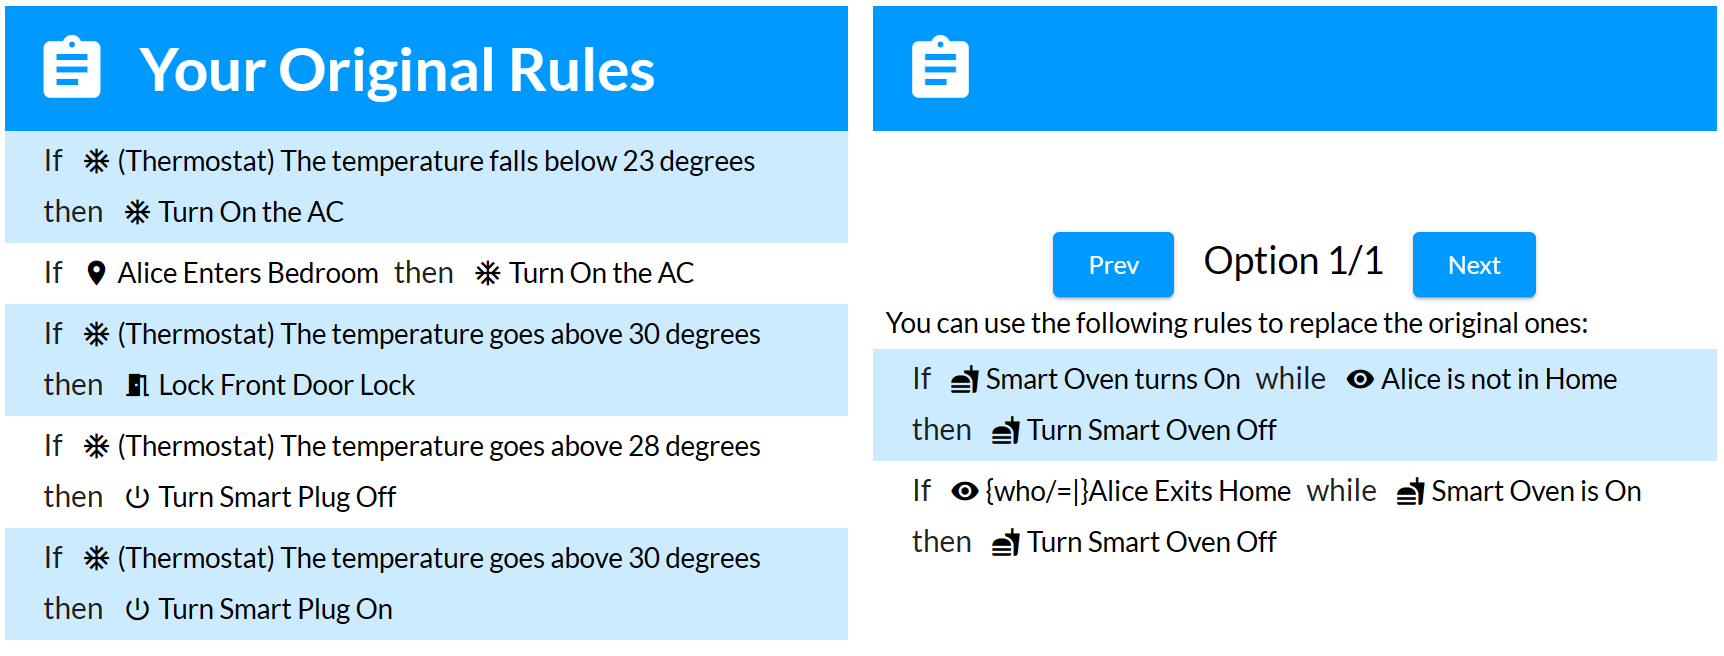 Your Original Rules
If (Thermostat) The temperature falls below 23 degrees
then Turn On the AC
If Alice Enters Bedroom then Turn On the AC
If (Thermostat) The temperature goes above 30 degrees
then Lock Front Door Lock
If (Thermostat) The temperature goes above 28 degrees
then Turn Smart Plug Off
If (Thermostat) The temperature goes above 30 degrees
then Turn Smart Plug On
Prev Option 1/1 Next
You can use the following rules to replace the original ones:
If Smart Oven turns On while Alice is not in Home
then Turn Smart Oven Off
If {who/=|}Alice Exits Home while Smart Oven is On
then Turn Smart Oven Off